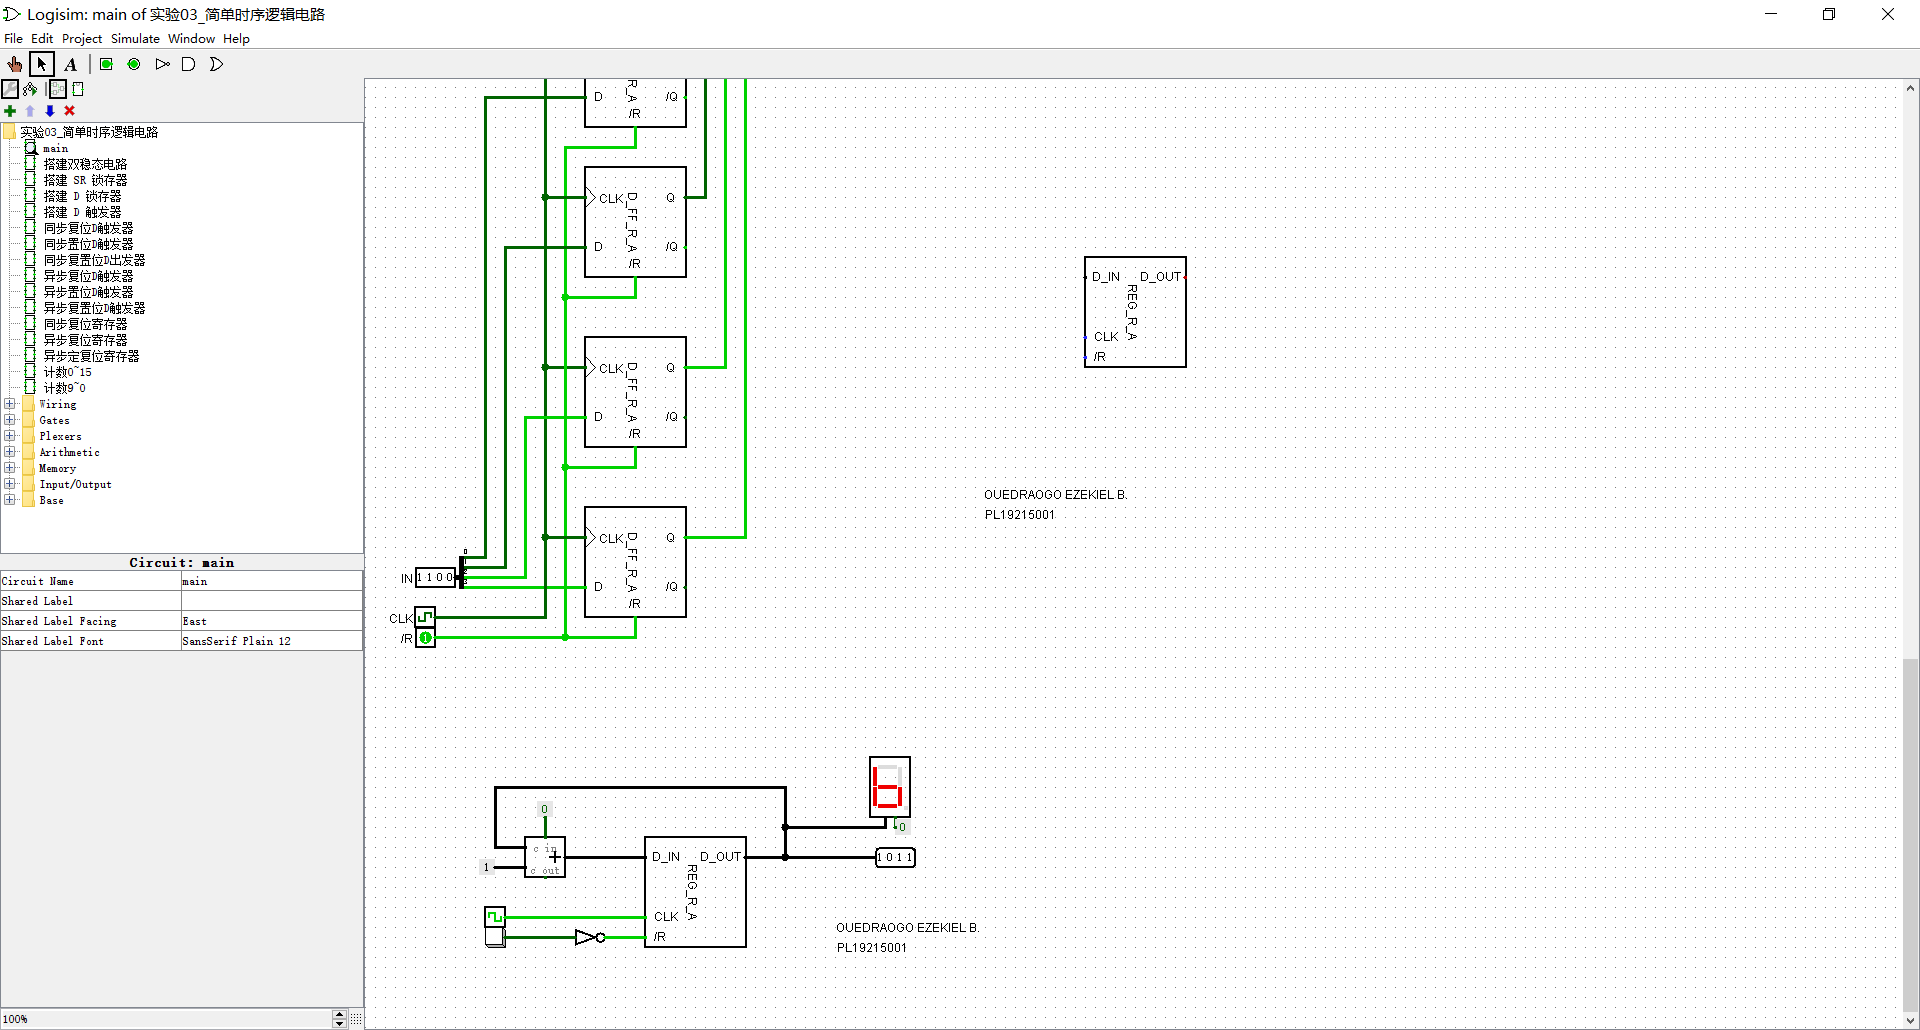 Logisim: main of 实验03_简单时序逻辑电路
File Edit Project Simulate Window Help
实验03_简单时序逻辑电路
main
搭建双稳态电路
搭建 SR 锁存器
搭建 D 锁存器
搭建 D 触发器
同步复位D触发器
同步置位D触发器
同步复置位D出发器
异步复位D触发器
异步置位D触发器
异步复置位D触发器
同步复位寄存器
异步复位寄存器
异步定复位寄存器
计数0~15
计数9~0
Wiring
Gates
Plexers
Arithmetic
Memory
Input/Output
Base
Circuit: main
Circuit Name main
Shared Label
Shared Label Facing East
Shared Label Font SansSerif Plain 12
100%
D R_A /Q
/R
CLK D_FF_R_A Q
D /Q
/R
CLK D_FF_R_A Q
D /Q
/R
CLK D_FF_R_A Q
D /Q
/R
IN 1 1 0 0
CLK
/R 1
D_IN D_OUT
REG_R_A
CLK
/R
OUEDRAOGO EZEKIEL B.
PL19215001
b
0
0
c in
+
1
c out
D_IN D_OUT
REG_R_A
CLK
/R
1 0 1 1
OUEDRAOGO EZEKIEL B.
PL19215001